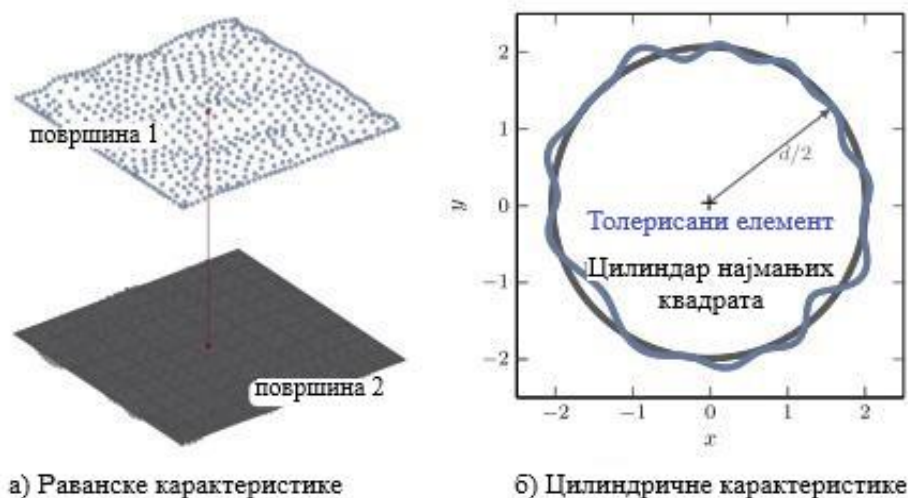 површина 1
површина 2
а) Раванске карактеристике
2
1
0
−1
−2
y
d/2
Толерисани елемент
Цилиндар најмањих
квадрата
−2
−1
0
1
2
x
б) Цилиндричне карактеристике